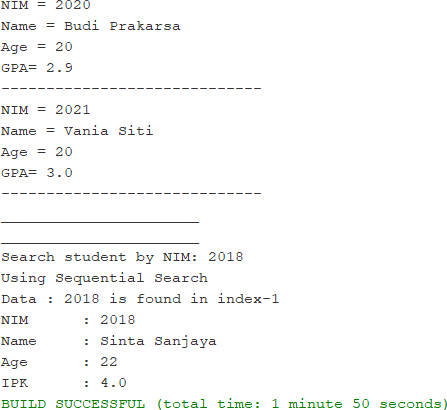 NIM = 2020
Name = Budi Prakarsa
Age = 20
GPA= 2.9
-----------------------------
NIM = 2021
Name = Vania Siti
Age = 20
GPA= 3.0
-----------------------------
______________________
______________________
Search student by NIM: 2018
Using Sequential Search
Data : 2018 is found in index-1
NIM      : 2018
Name     : Sinta Sanjaya
Age      : 22
IPK      : 4.0
BUILD SUCCESSFUL (total time: 1 minute 50 seconds)